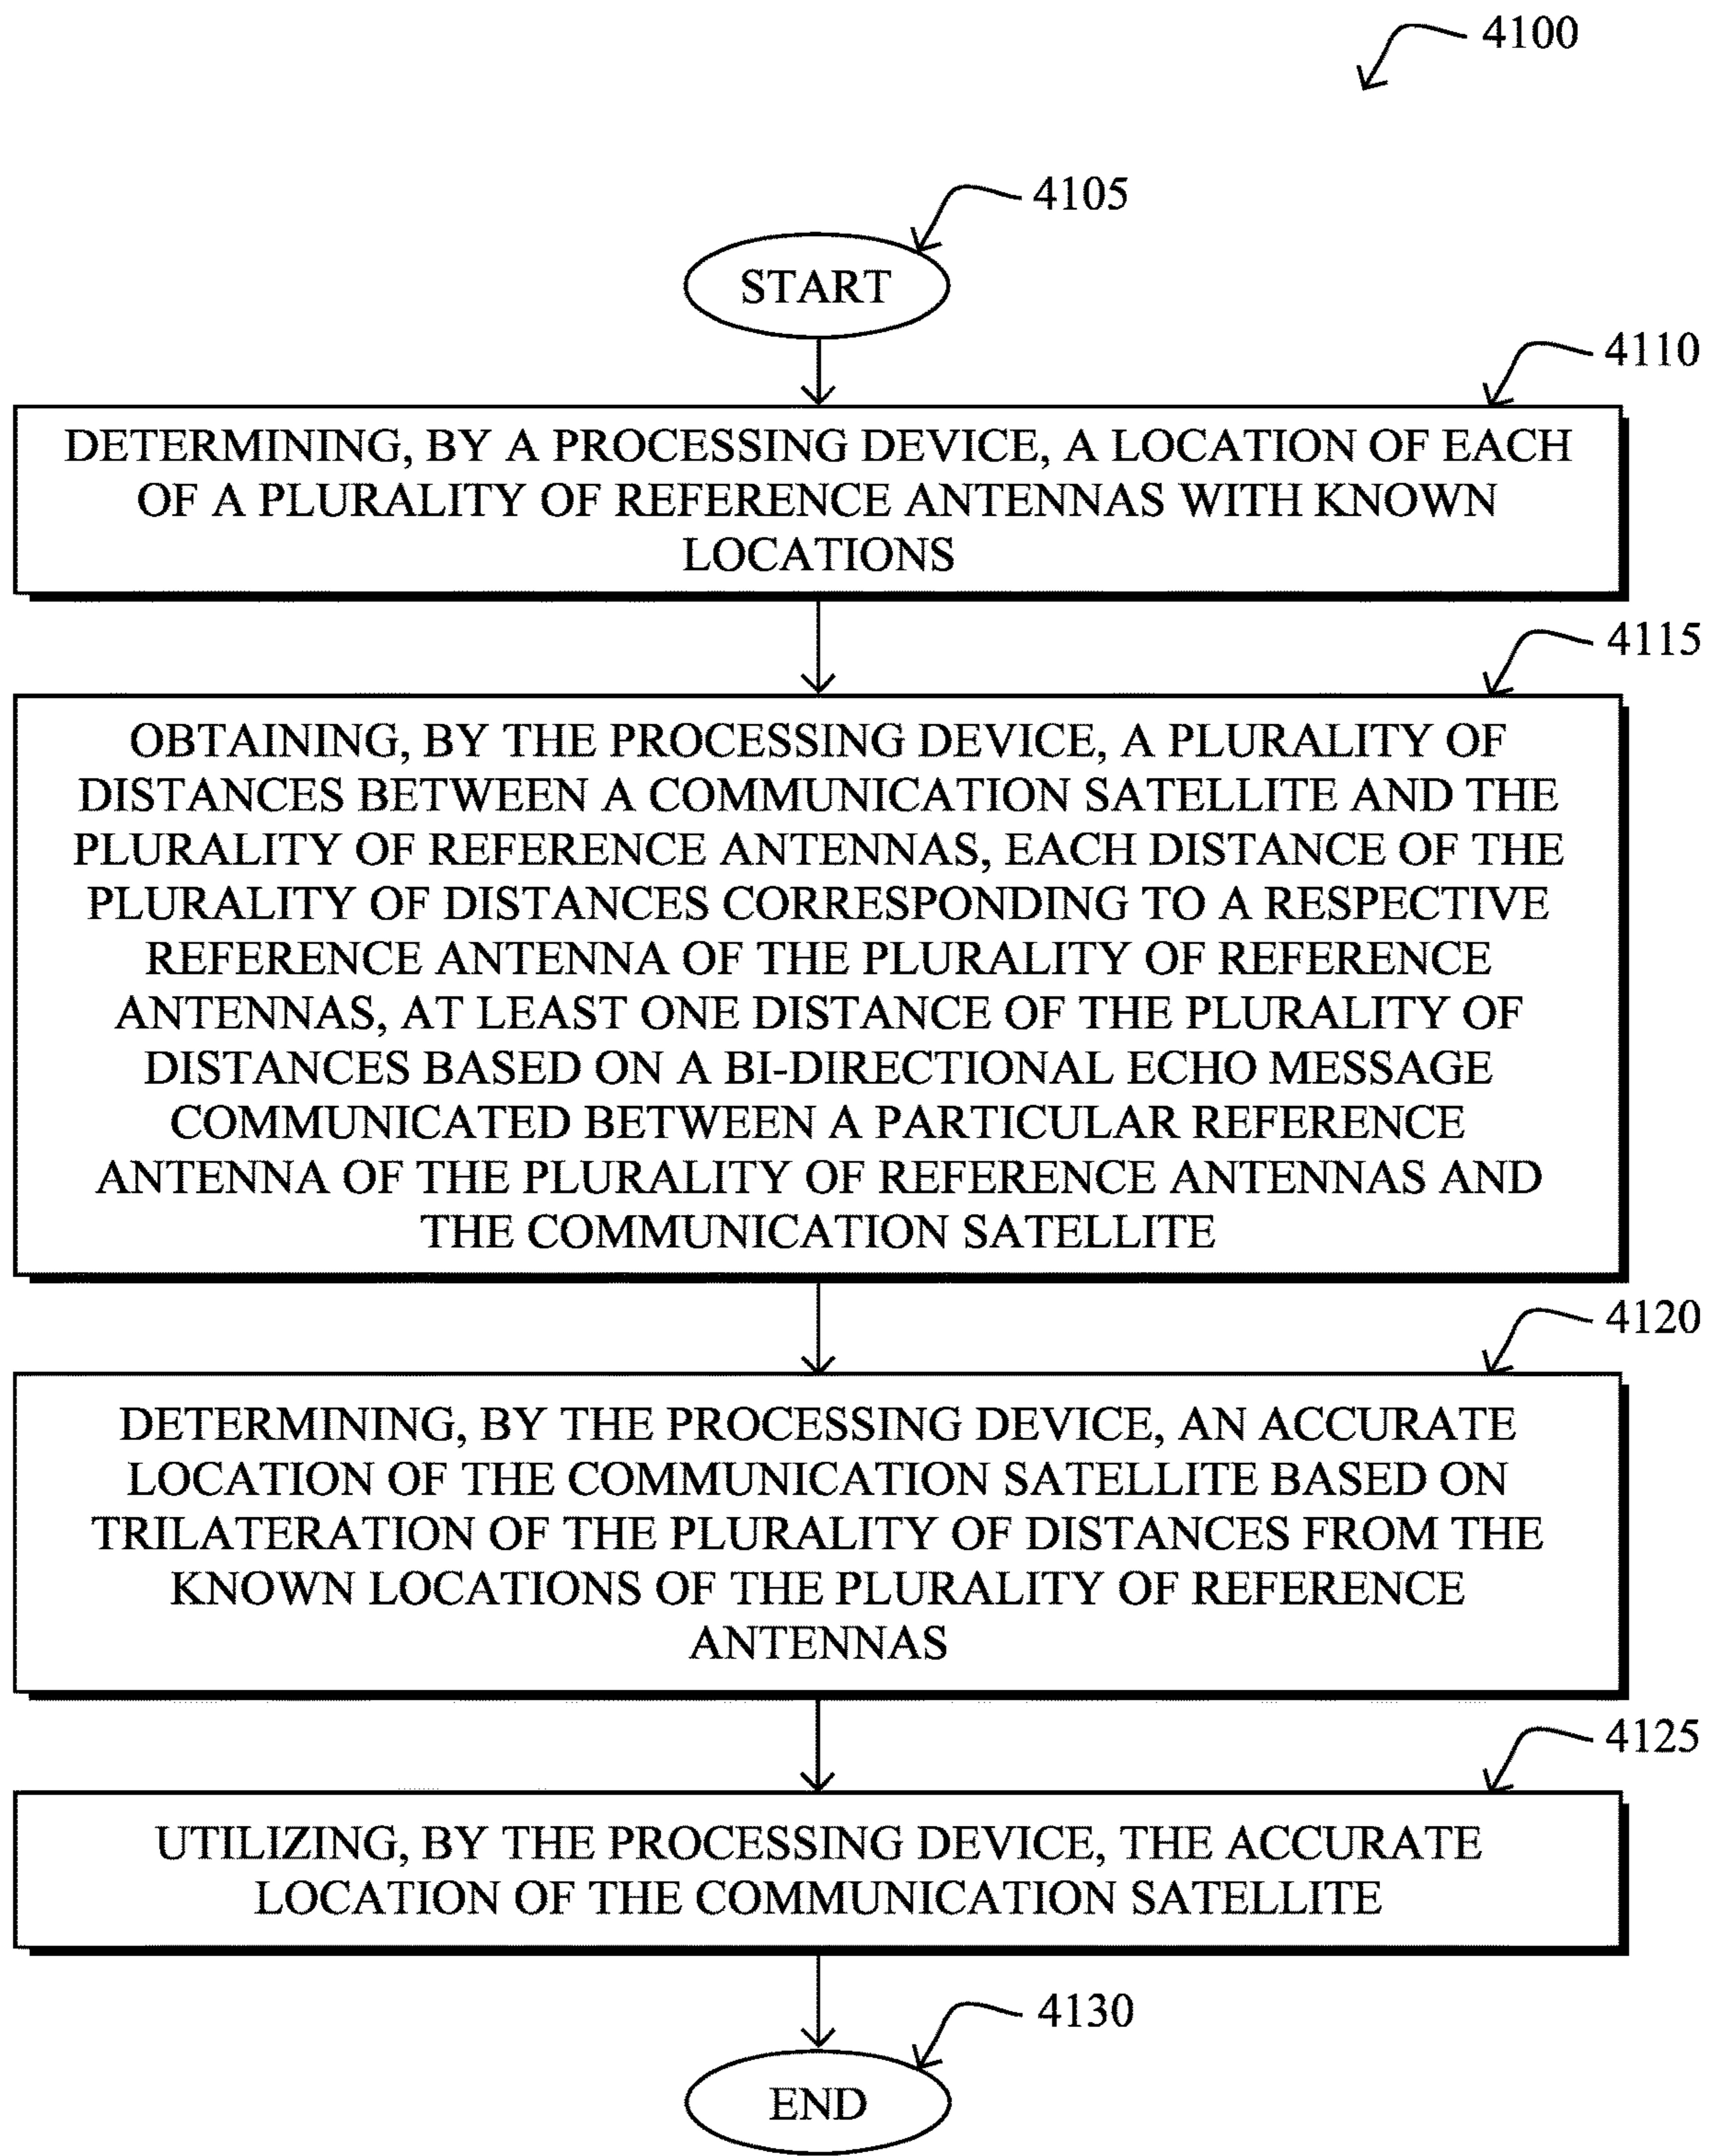 4100
4105
START
4110
DETERMINING, BY A PROCESSING DEVICE, A LOCATION OF EACH
OF A PLURALITY OF REFERENCE ANTENNAS WITH KNOWN
LOCATIONS
4115
OBTAINING, BY THE PROCESSING DEVICE, A PLURALITY OF
DISTANCES BETWEEN A COMMUNICATION SATELLITE AND THE
PLURALITY OF REFERENCE ANTENNAS, EACH DISTANCE OF THE
PLURALITY OF DISTANCES CORRESPONDING TO A RESPECTIVE
REFERENCE ANTENNA OF THE PLURALITY OF REFERENCE
ANTENNAS, AT LEAST ONE DISTANCE OF THE PLURALITY OF
DISTANCES BASED ON A BI-DIRECTIONAL ECHO MESSAGE
COMMUNICATED BETWEEN A PARTICULAR REFERENCE
ANTENNA OF THE PLURALITY OF REFERENCE ANTENNAS AND
THE COMMUNICATION SATELLITE
4120
DETERMINING, BY THE PROCESSING DEVICE, AN ACCURATE
LOCATION OF THE COMMUNICATION SATELLITE BASED ON
TRILATERATION OF THE PLURALITY OF DISTANCES FROM THE
KNOWN LOCATIONS OF THE PLURALITY OF REFERENCE
ANTENNAS
4125
UTILIZING, BY THE PROCESSING DEVICE, THE ACCURATE
LOCATION OF THE COMMUNICATION SATELLITE
4130
END